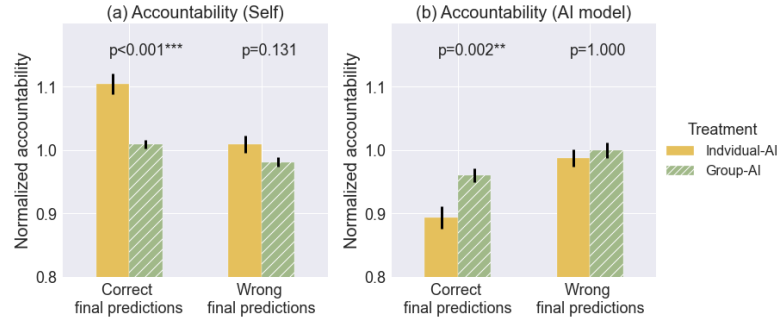 (a) Accountability (Self)
Normalized accountability
1.1
1.0
0.9
0.8
p<0.001***
p=0.131
Correct
final predictions
Wrong
final predictions
(b) Accountability (AI model)
Normalized accountability
1.1
1.0
0.9
0.8
p=0.002**
p=1.000
Correct
final predictions
Wrong
final predictions
Treatment
Indvidual-AI
Group-AI